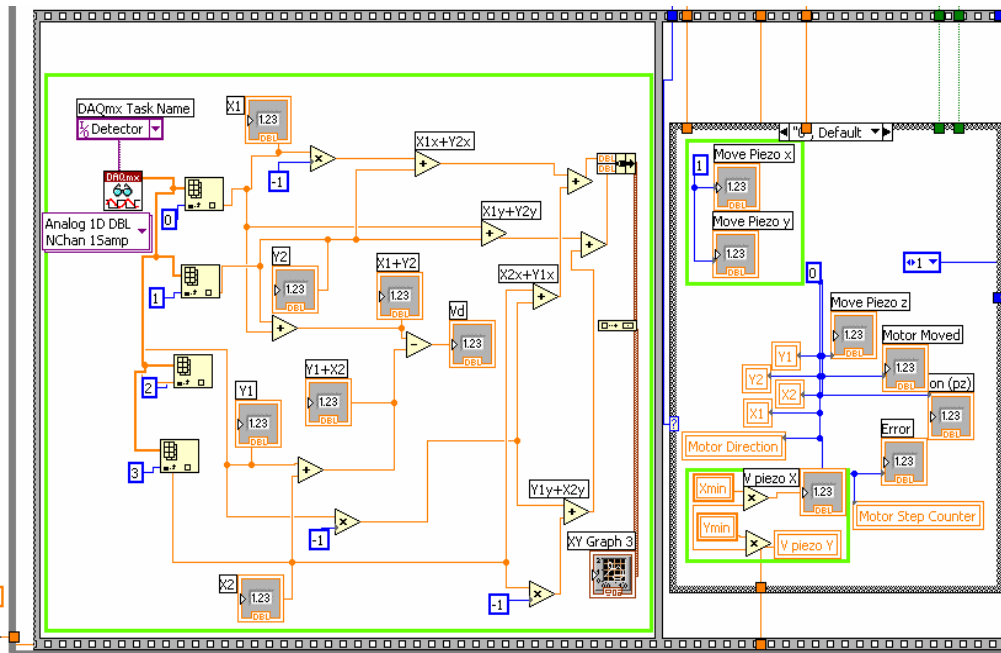 DAQmx Task Name
Detector
DAQmx
Analog 1D DBL
NChan 1Samp
0
1
2
3
X1
1.23
DBL
-1
X1x+Y2x
X1y+Y2y
Y2
1.23
DBL
X1+Y2
1.23
DBL
X2x+Y1x
Vd
1.23
DBL
Y1+X2
1.23
DBL
Y1
1.23
DBL
-1
Y1y+X2y
X2
1.23
DBL
-1
DBL
DBL
XY Graph 3
Default
1
Move Piezo x
1.23
DBL
Move Piezo y
1.23
DBL
0
1
Move Piezo z
1.23
DBL
Motor Moved
1.23
DBL
on (pz)
1.23
DBL
Y1
Y2
X2
X1
Motor Direction
Error
1.23
DBL
?
Xmin
V piezo X
1.23
DBL
Motor Step Counter
Ymin
V piezo Y